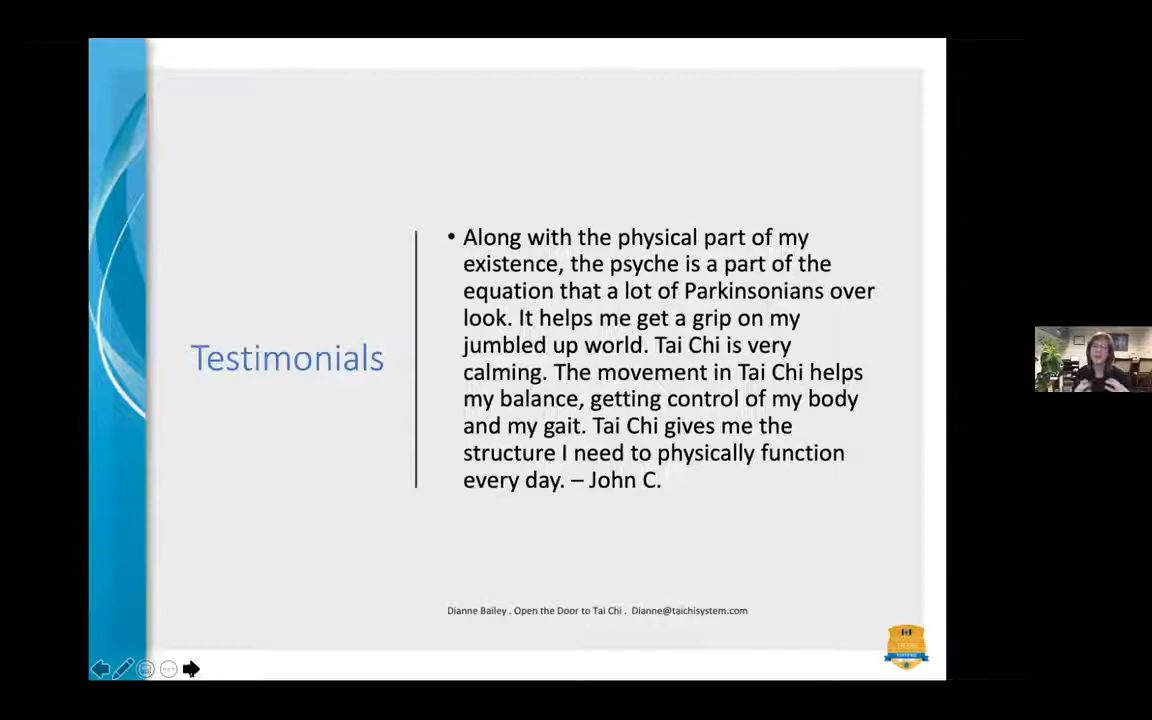 Testimonials
• Along with the physical part of my
existence, the psyche is a part of the
equation that a lot of Parkinsonians over
look. It helps me get a grip on my
jumbled up world. Tai Chi is very
calming. The movement in Tai Chi helps
my balance, getting control of my body
and my gait. Tai Chi gives me the
structure I need to physically function
every day. – John C.
Dianne Bailey . Open the Door to Tai Chi . Dianne@taichisystem.com